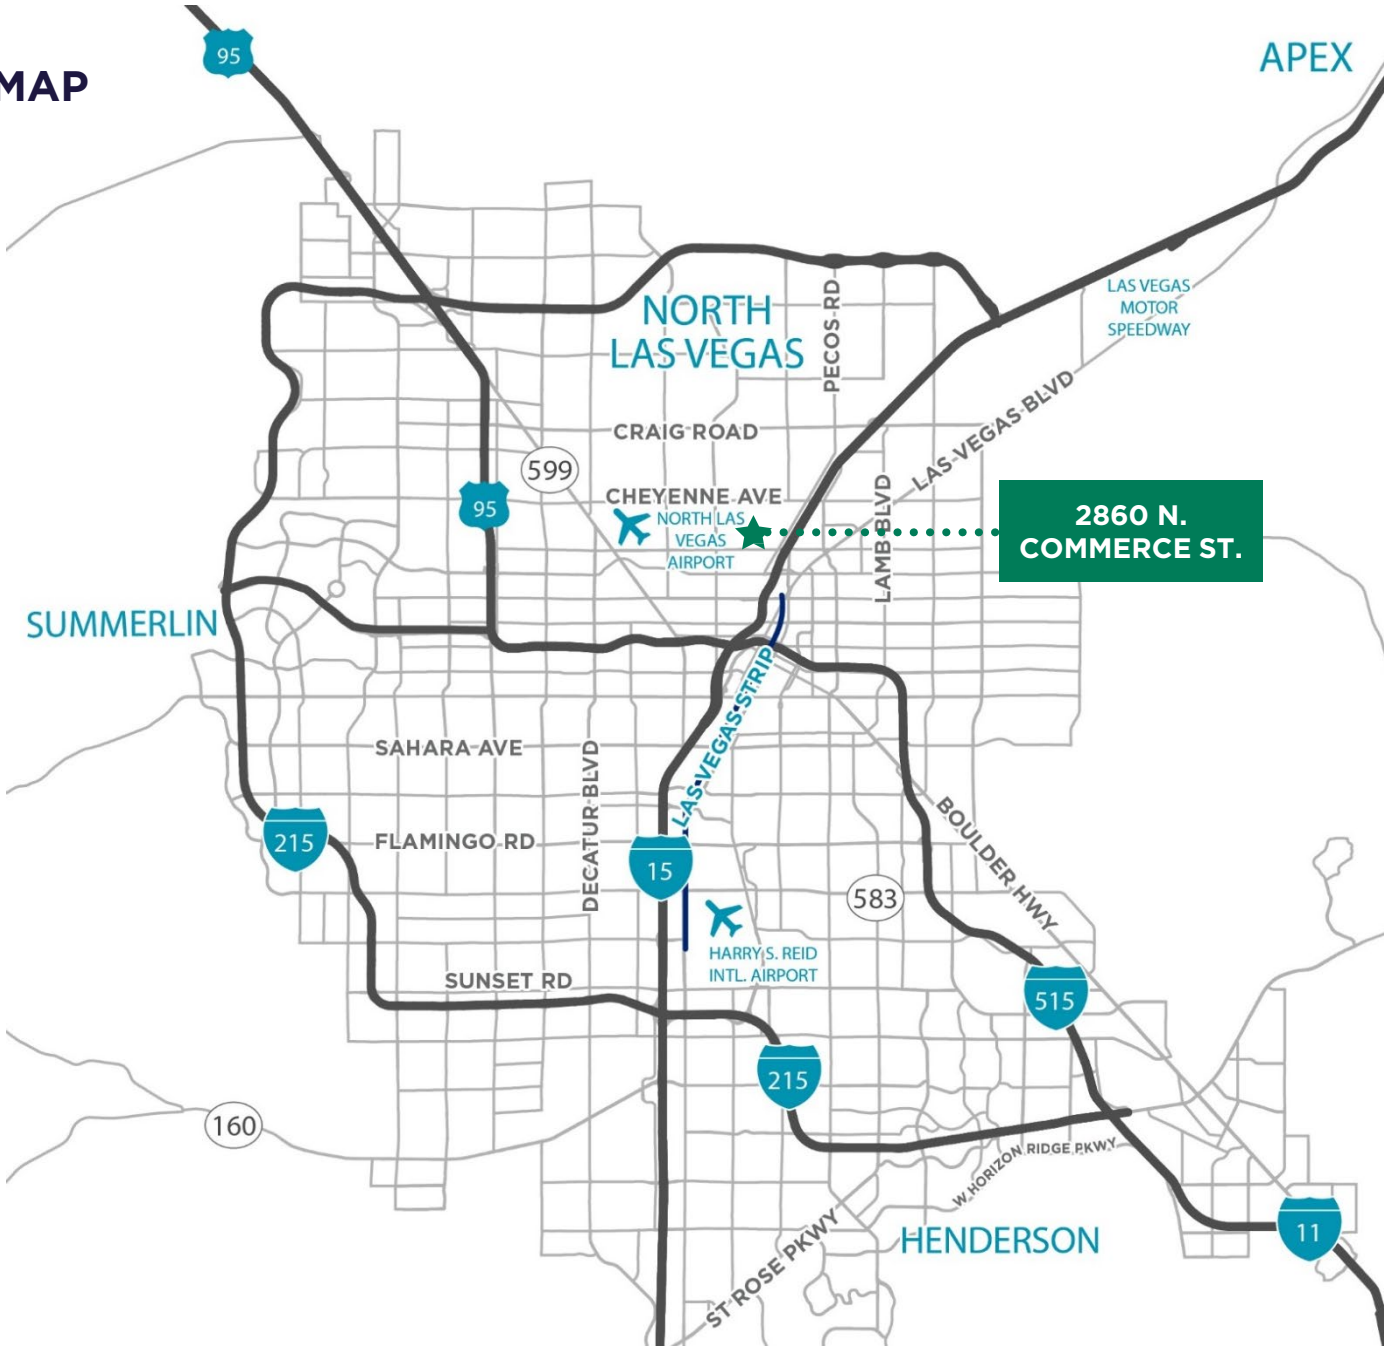 95
MAP
APEX
LAS VEGAS
MOTOR
SPEEDWAY
NORTH
LAS VEGAS
PECOS RD
CRAIG ROAD
LAS VEGAS BLVD
599
CHEYENNE AVE
95
NORTH LAS
VEGAS
AIRPORT
LAMB BLVD
2860 N.
COMMERCE ST.
SUMMERLIN
LAS VEGAS STRIP
SAHARA AVE
DECATUR BLVD
215
FLAMINGO RD
15
BOULDER HWY
583
HARRY S. REID
INTL. AIRPORT
SUNSET RD
515
215
160
W HORIZON RIDGE PKWY
ST ROSE PKWY
HENDERSON
11